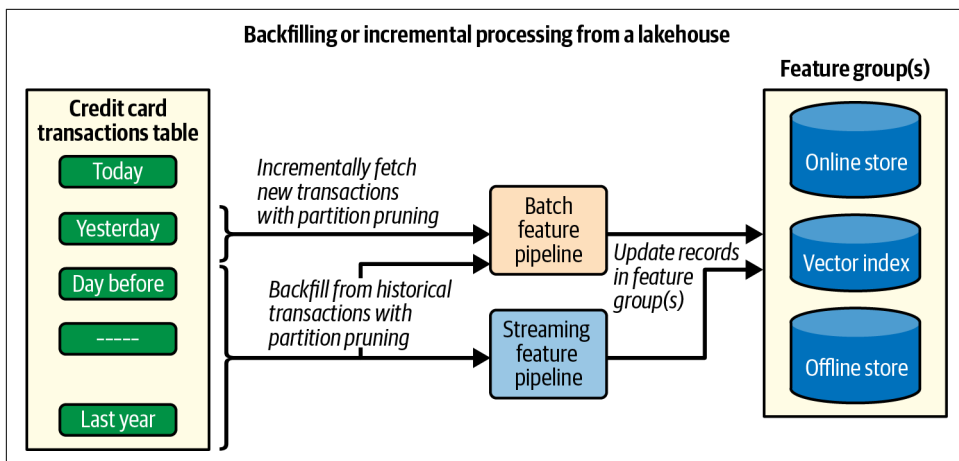 Backfilling or incremental processing from a lakehouse
Credit card
transactions table
Today
Yesterday
Day before
-----
Last year
Incrementally fetch
new transactions
with partition pruning
Backfill from historical
transactions with
partition pruning
Batch
feature
pipeline
Streaming
feature
pipeline
Update records
in feature
group(s)
Feature group(s)
Online store
Vector index
Offline store